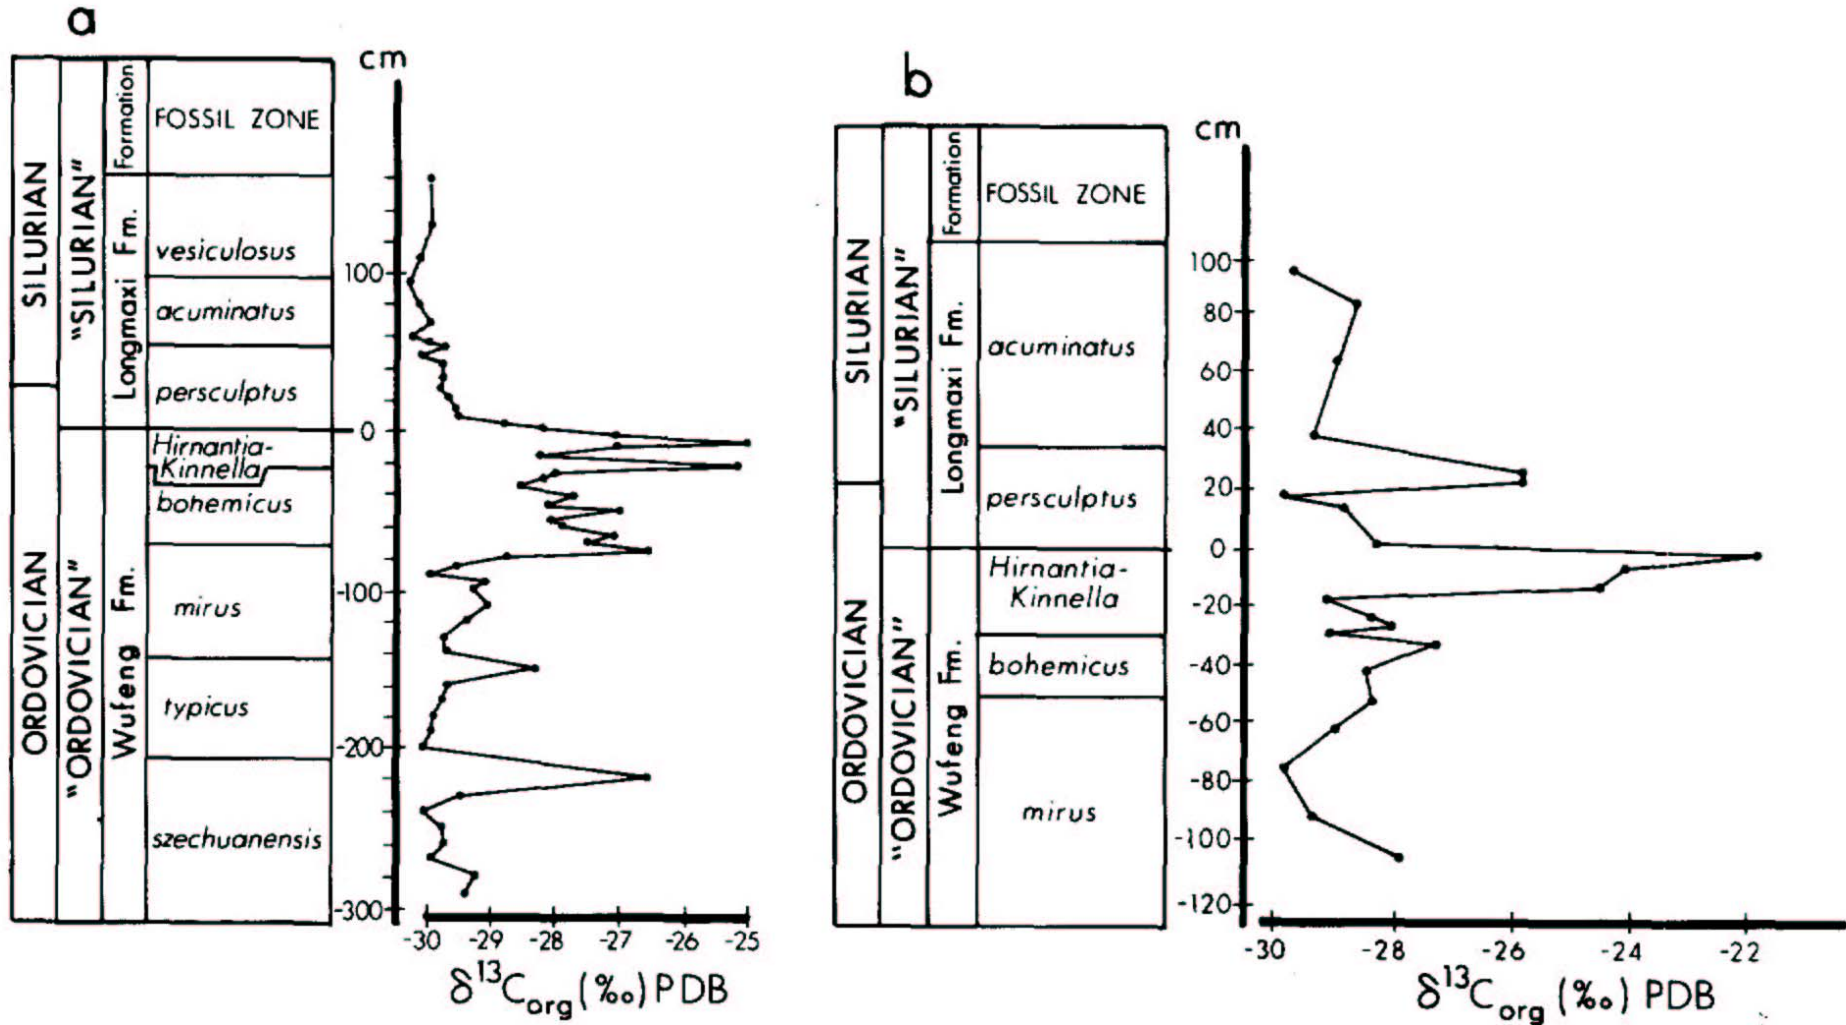 a
cm
SILURIAN
"SILURIAN"
Formation
FOSSIL ZONE
Longmaxi Fm.
vesiculosus
acuminatus
persculptus
ORDOVICIAN
"ORDOVICIAN"
Wufeng Fm.
Hirnantia-
Kinnella
bohemicus
mirus
typicus
szechuanensis
100
0
-100
-200
-300
-30 -29 -28 -27 -26 -25
δ¹³Corg (‰) PDB
b
cm
SILURIAN
"SILURIAN"
Formation
FOSSIL ZONE
Longmaxi Fm.
acuminatus
persculptus
ORDOVICIAN
"ORDOVICIAN"
Wufeng Fm.
Hirnantia-
Kinnella
bohemicus
mirus
100
80
60
40
20
0
-20
-40
-60
-80
-100
-120
-30 -28 -26 -24 -22
δ¹³Corg (‰) PDB